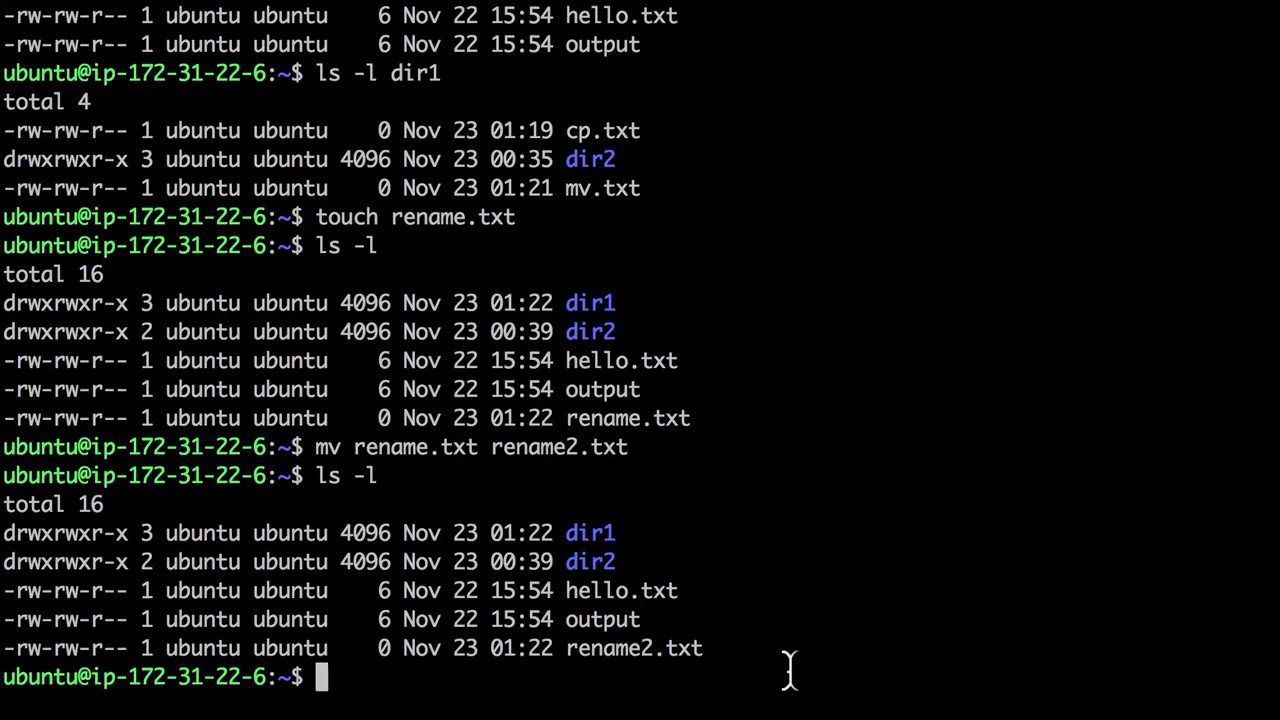 -rw-rw-r-- 1 ubuntu ubuntu    6 Nov 22 15:54 hello.txt
-rw-rw-r-- 1 ubuntu ubuntu    6 Nov 22 15:54 output
ubuntu@ip-172-31-22-6:~$ ls -l dir1
total 4
-rw-rw-r-- 1 ubuntu ubuntu    0 Nov 23 01:19 cp.txt
drwxrwxr-x 3 ubuntu ubuntu 4096 Nov 23 00:35 dir2
-rw-rw-r-- 1 ubuntu ubuntu    0 Nov 23 01:21 mv.txt
ubuntu@ip-172-31-22-6:~$ touch rename.txt
ubuntu@ip-172-31-22-6:~$ ls -l
total 16
drwxrwxr-x 3 ubuntu ubuntu 4096 Nov 23 01:22 dir1
drwxrwxr-x 2 ubuntu ubuntu 4096 Nov 23 00:39 dir2
-rw-rw-r-- 1 ubuntu ubuntu    6 Nov 22 15:54 hello.txt
-rw-rw-r-- 1 ubuntu ubuntu    6 Nov 22 15:54 output
-rw-rw-r-- 1 ubuntu ubuntu    0 Nov 23 01:22 rename.txt
ubuntu@ip-172-31-22-6:~$ mv rename.txt rename2.txt
ubuntu@ip-172-31-22-6:~$ ls -l
total 16
drwxrwxr-x 3 ubuntu ubuntu 4096 Nov 23 01:22 dir1
drwxrwxr-x 2 ubuntu ubuntu 4096 Nov 23 00:39 dir2
-rw-rw-r-- 1 ubuntu ubuntu    6 Nov 22 15:54 hello.txt
-rw-rw-r-- 1 ubuntu ubuntu    6 Nov 22 15:54 output
-rw-rw-r-- 1 ubuntu ubuntu    0 Nov 23 01:22 rename2.txt
ubuntu@ip-172-31-22-6:~$